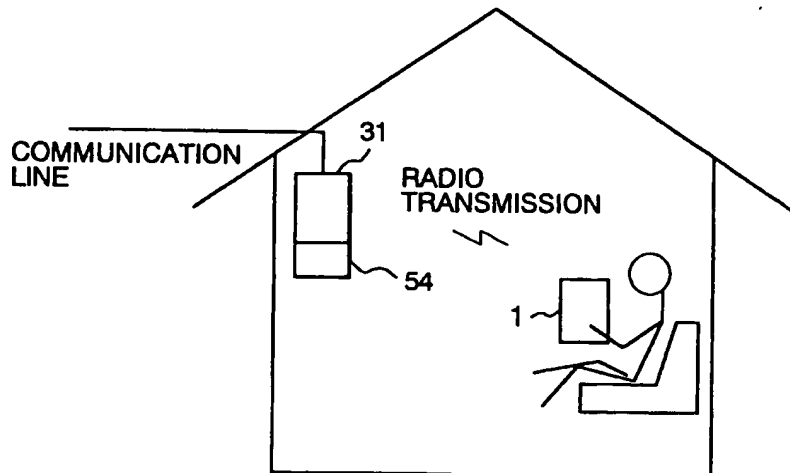 COMMUNICATION
LINE
31
RADIO
TRANSMISSION
54
1